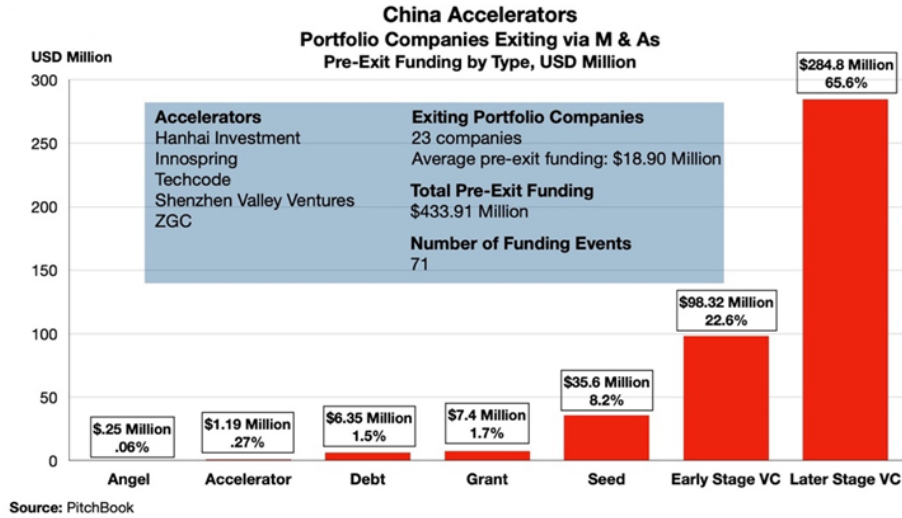 China Accelerators
Portfolio Companies Exiting via M & As
Pre-Exit Funding by Type, USD Million
USD Million
300
250
200
150
100
50
0
Accelerators
Hanhai Investment
Innospring
Techcode
Shenzhen Valley Ventures
ZGC
Exiting Portfolio Companies
23 companies
Average pre-exit funding: $18.90 Million
Total Pre-Exit Funding
$433.91 Million
Number of Funding Events
71
$.25 Million
.06%
$1.19 Million
.27%
$6.35 Million
1.5%
$7.4 Million
1.7%
$35.6 Million
8.2%
$98.32 Million
22.6%
$284.8 Million
65.6%
Angel
Accelerator
Debt
Grant
Seed
Early Stage VC
Later Stage VC
Source: PitchBook